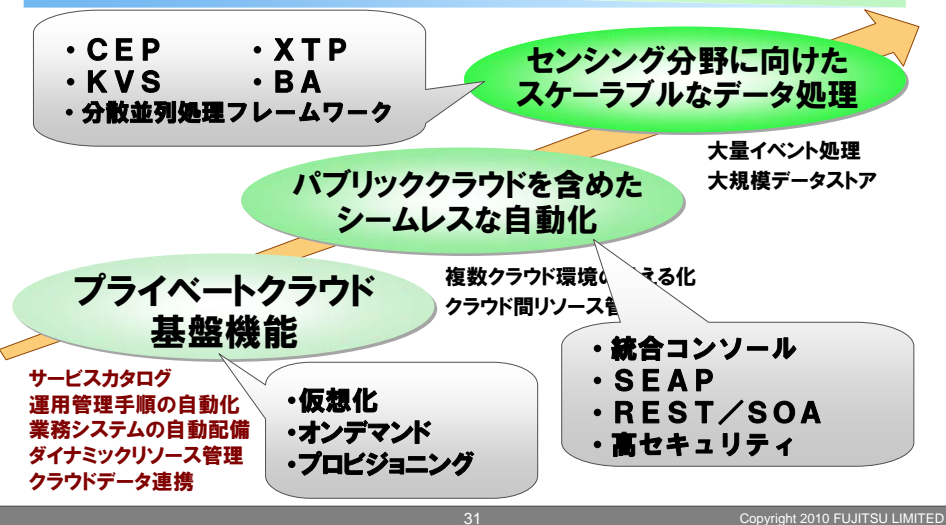 ・ＣＥＰ　　・ＸＴＰ
・ＫＶＳ　　・ＢＡ
・分散並列処理フレームワーク
センシング分野に向けた
スケーラブルなデータ処理
大量イベント処理
大規模データストア
パブリッククラウドを含めた
シームレスな自動化
複数クラウド環境の える化
クラウド間リソース
プライベートクラウド
基盤機能
サービスカタログ
運用管理手順の自動化
業務システムの自動配備
ダイナミックリソース管理
クラウドデータ連携
・仮想化
・オンデマンド
・プロビジョニング
・統合コンソール
・ＳＥＡＰ
・ＲＥＳＴ／ＳＯＡ
・高セキュリティ
31
Copyright 2010 FUJITSU LIMITED